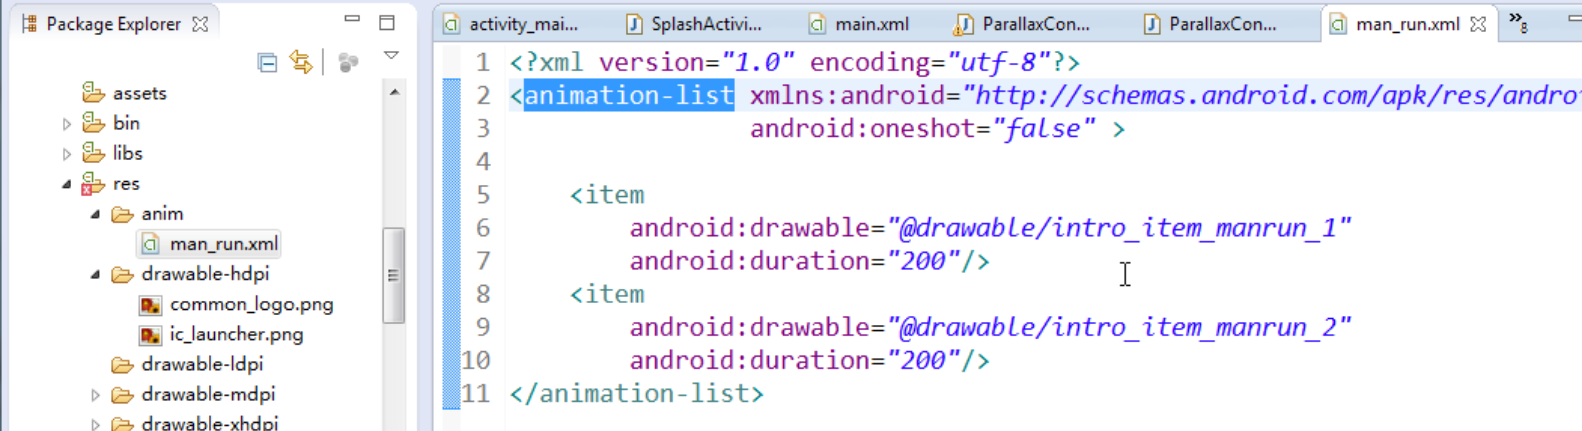 Package Explorer
assets
bin
libs
res
anim
man_run.xml
drawable-hdpi
common_logo.png
ic_launcher.png
drawable-ldpi
drawable-mdpi
drawable-xhdpi
activity_mai... SplashActivi... main.xml ParallaxCon... ParallaxCon... man_run.xml »8
1 <?xml version="1.0" encoding="utf-8"?>
2 <animation-list xmlns:android="http://schemas.android.com/apk/res/andro
3 android:oneshot="false" >
4
5 <item
6 android:drawable="@drawable/intro_item_manrun_1"
7 android:duration="200"/>
8 <item
9 android:drawable="@drawable/intro_item_manrun_2"
10 android:duration="200"/>
11 </animation-list>